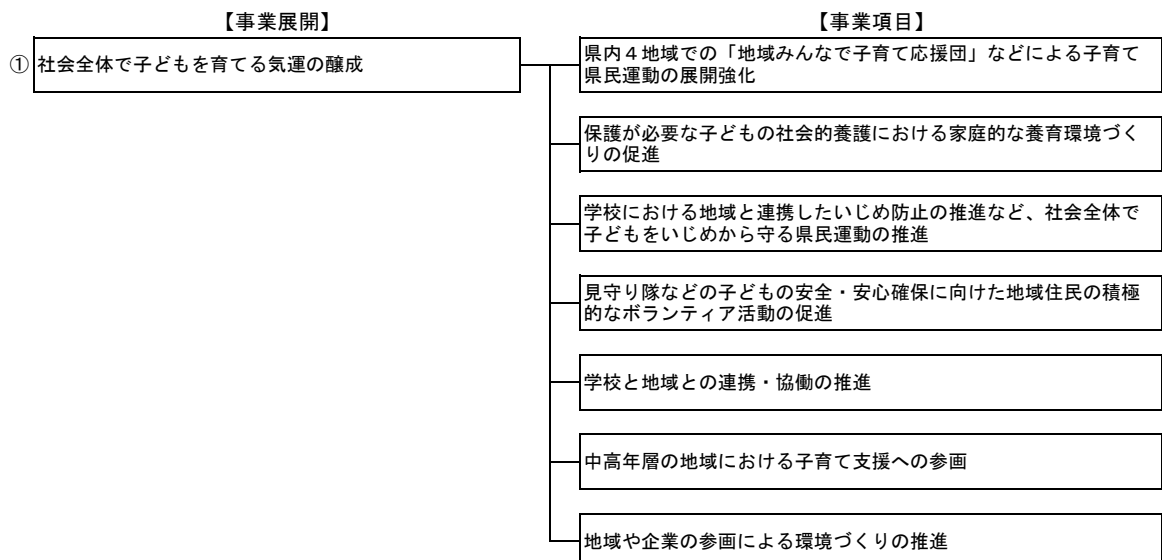 【事業展開】
【事業項目】
① 社会全体で子どもを育てる気運の醸成
県内４地域での「地域みんなで子育て応援団」などによる子育て
県民運動の展開強化
保護が必要な子どもの社会的養護における家庭的な養育環境づく
りの促進
学校における地域と連携したいじめ防止の推進など、社会全体で
子どもをいじめから守る県民運動の推進
見守り隊などの子どもの安全・安心確保に向けた地域住民の積極
的なボランティア活動の促進
学校と地域との連携・協働の推進
中高年層の地域における子育て支援への参画
地域や企業の参画による環境づくりの推進